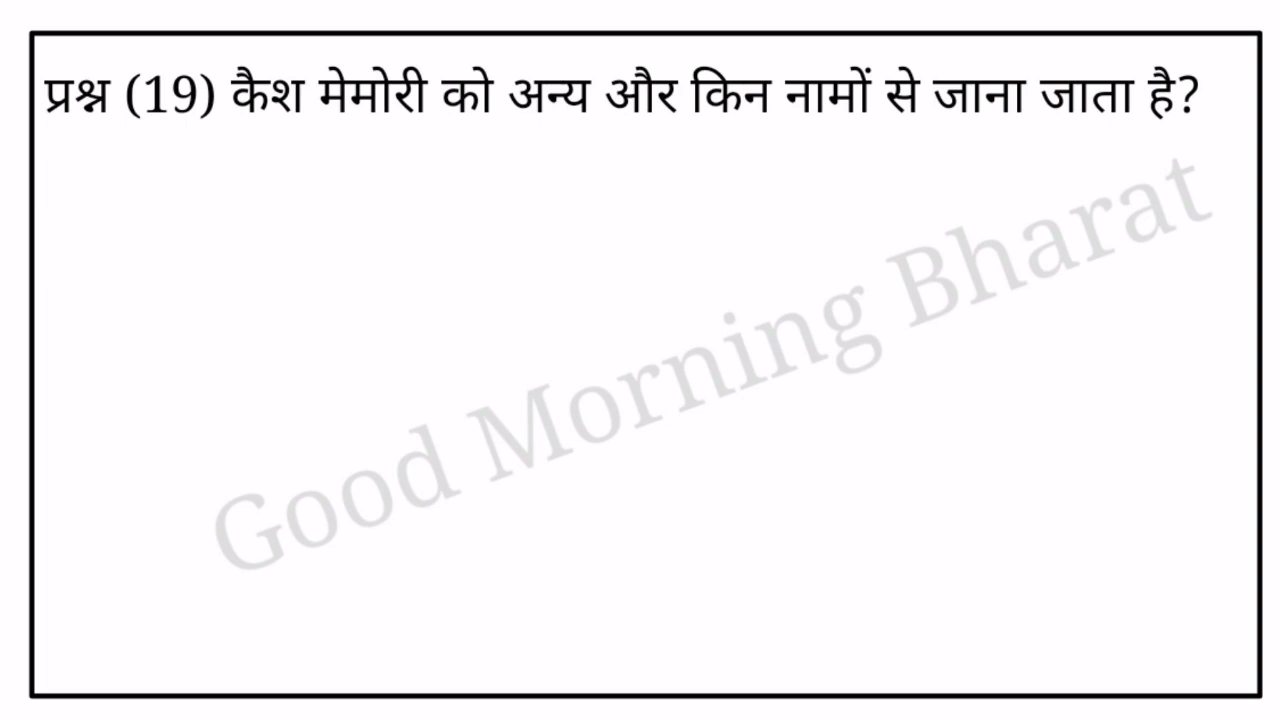 प्रश्न (19) कैश मेमोरी को अन्य और किन नामों से जाना जाता है?
Good Morning Bharat